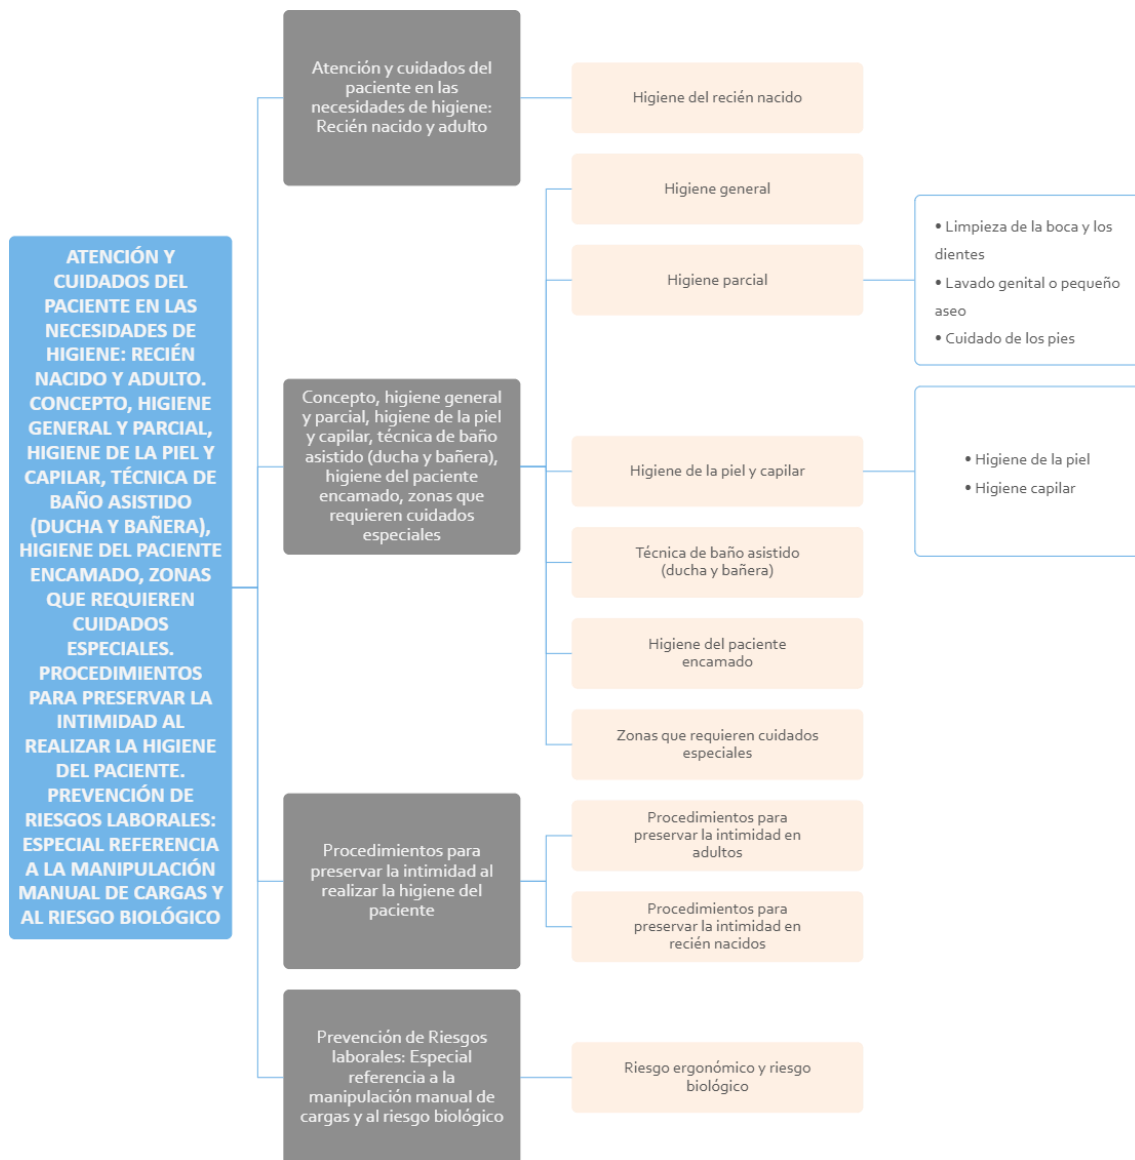 ATENCIÓN Y
CUIDADOS DEL
PACIENTE EN LAS
NECESIDADES DE
HIGIENE: RECIÉN
NACIDO Y ADULTO.
CONCEPTO, HIGIENE
GENERAL Y PARCIAL,
HIGIENE DE LA PIEL Y
CAPILAR, TÉCNICA DE
BAÑO ASISTIDO
(DUCHA Y BAÑERA),
HIGIENE DEL PACIENTE
ENCAMADO, ZONAS
QUE REQUIEREN
CUIDADOS
ESPECIALES.
PROCEDIMIENTOS
PARA PRESERVAR LA
INTIMIDAD AL
REALIZAR LA HIGIENE
DEL PACIENTE.
PREVENCIÓN DE
RIESGOS LABORALES:
ESPECIAL REFERENCIA
A LA MANIPULACIÓN
MANUAL DE CARGAS Y
AL RIESGO BIOLÓGICO
Atención y cuidados del
paciente en las
necesidades de higiene:
Recién nacido y adulto
Higiene del recién nacido
Concepto, higiene general
y parcial, higiene de la piel
y capilar, técnica de baño
asistido (ducha y bañera),
higiene del paciente
encamado, zonas que
requieren cuidados
especiales
Higiene general
Higiene parcial
• Limpieza de la boca y los
dientes
• Lavado genital o pequeño
aseo
• Cuidado de los pies
Higiene de la piel y capilar
• Higiene de la piel
• Higiene capilar
Técnica de baño asistido
(ducha y bañera)
Higiene del paciente
encamado
Zonas que requieren cuidados
especiales
Procedimientos para
preservar la intimidad al
realizar la higiene del
paciente
Procedimientos para
preservar la intimidad en
adultos
Procedimientos para
preservar la intimidad en
recién nacidos
Prevención de Riesgos
laborales: Especial
referencia a la
manipulación manual de
cargas y al riesgo biológico
Riesgo ergonómico y riesgo
biológico